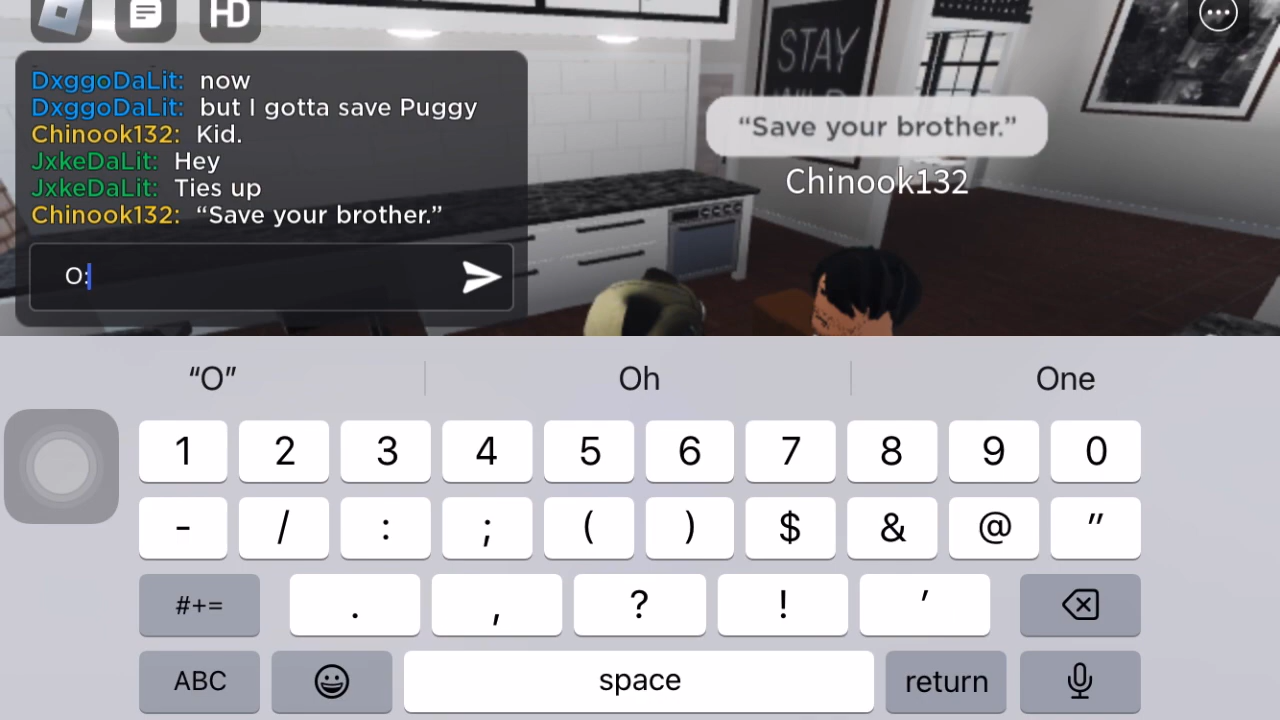 HD
DxggoDaLit: now
DxggoDaLit: but I gotta save Puggy
Chinook132: Kid.
JxkeDaLit: Hey
JxkeDaLit: Ties up
Chinook132: “Save your brother.”
O:
STAY
“Save your brother.”
Chinook132
“O” Oh One
1 2 3 4 5 6 7 8 9 0
- / : ; ( ) $ & @ "
#+= . , ? ! '
ABC space return